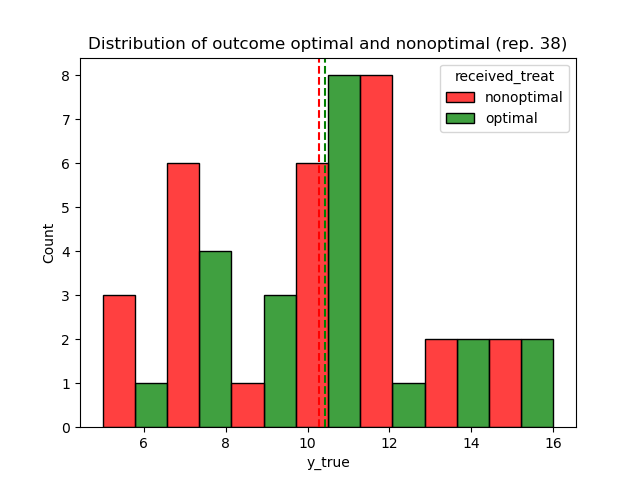 Distribution of outcome optimal and nonoptimal (rep. 38)
received_treat
nonoptimal
optimal
Count
8
7
6
5
4
3
2
1
0
6
8
10
12
14
16
y_true